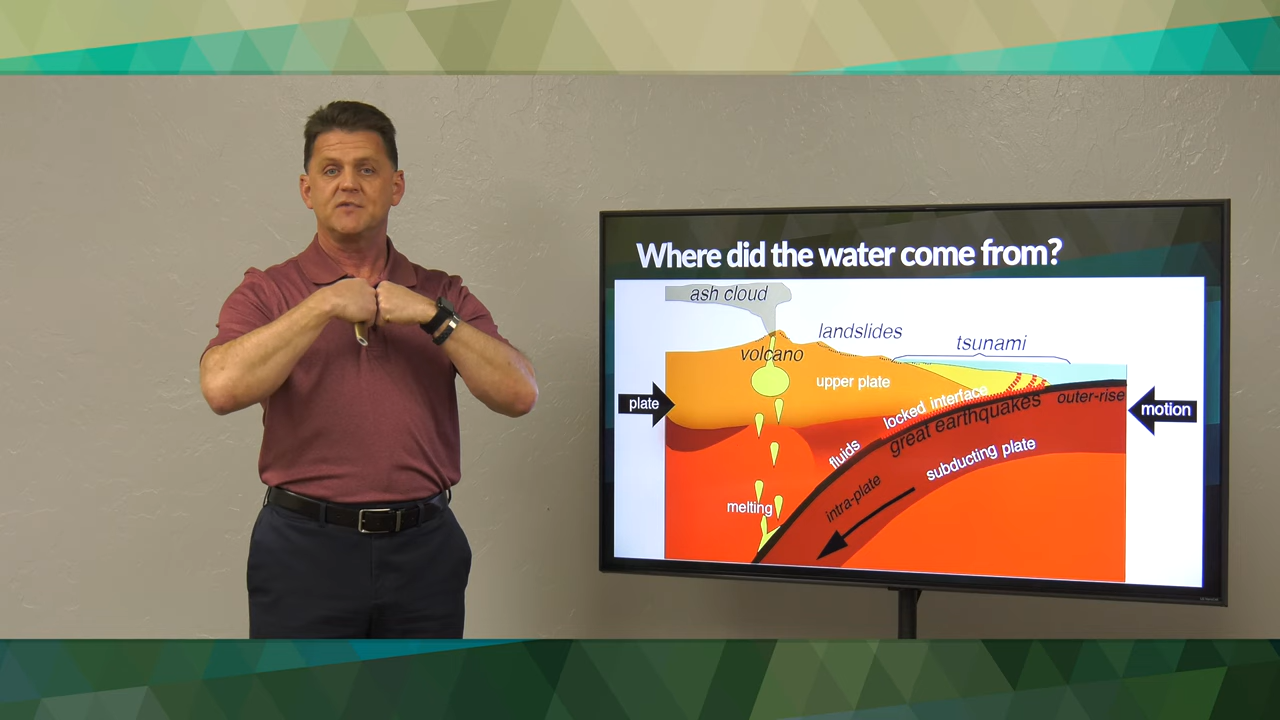 Where did the water come from?
ash cloud
landslides
tsunami
volcano
upper plate
plate
locked interface
outer-rise
motion
great earthquakes
fluids
subducting plate
intra-plate
melting